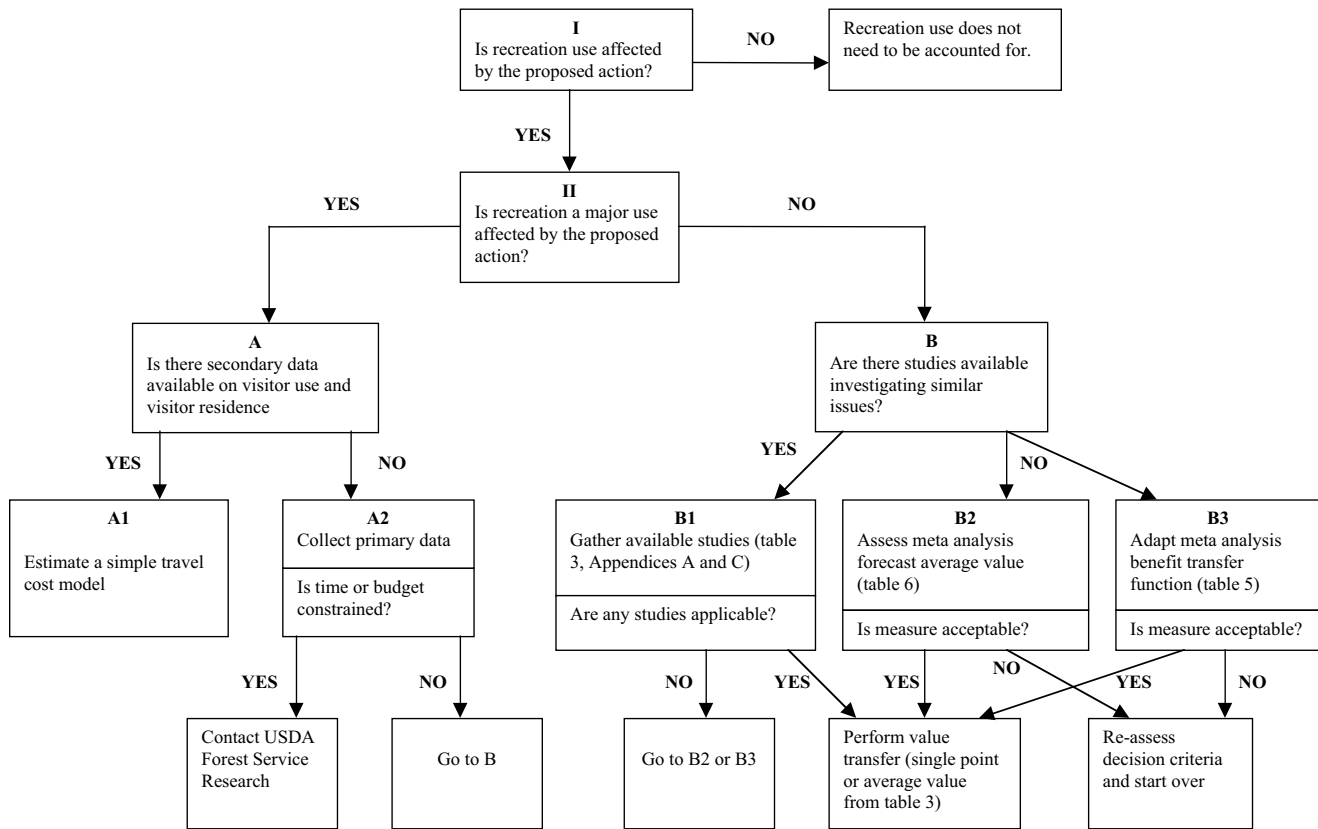 I
Is recreation use affected
by the proposed action?
NO
Recreation use does not
need to be accounted for.
YES
II
Is recreation a major use
affected by the proposed
action?
YES
NO
A
Is there secondary data
available on visitor use and
visitor residence
B
Are there studies available
investigating similar
issues?
YES
NO
YES
NO
A1
Estimate a simple travel
cost model
A2
Collect primary data
Is time or budget
constrained?
B1
Gather available studies (table
3, Appendices A and C)
Are any studies applicable?
B2
Assess meta analysis
forecast average value
(table 6)
Is measure acceptable?
B3
Adapt meta analysis
benefit transfer
function (table 5)
Is measure acceptable?
YES
NO
NO
YES
YES
NO
YES
NO
Contact USDA
Forest Service
Research
Go to B
Go to B2 or B3
Perform value
transfer (single point
or average value
from table 3)
Re-assess
decision criteria
and start over